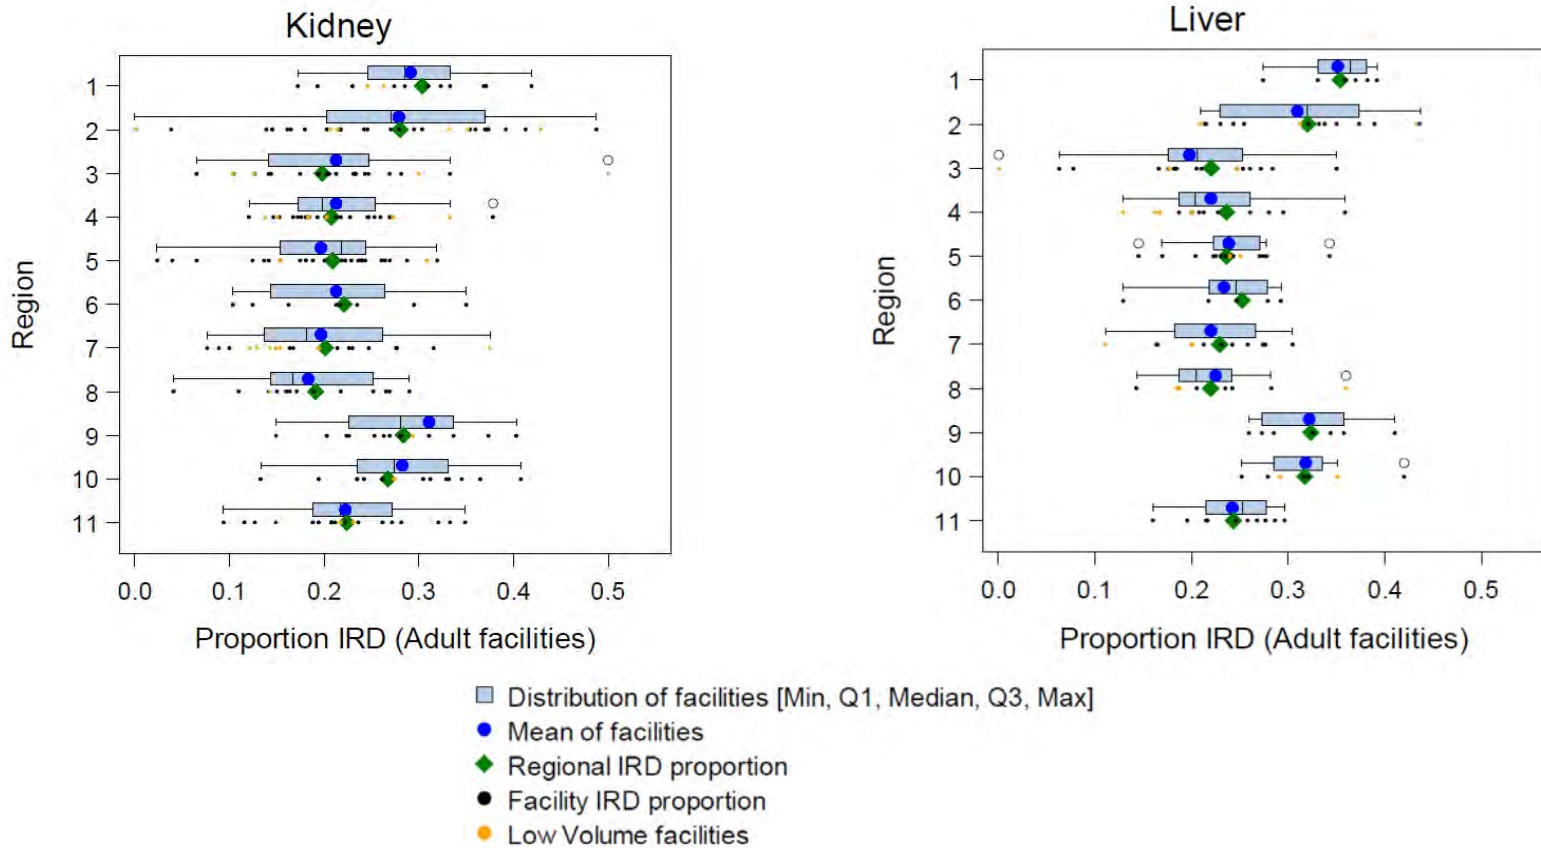 Kidney
Region
1
2
3
4
5
6
7
8
9
10
11
0.0 0.1 0.2 0.3 0.4 0.5
Proportion IRD (Adult facilities)
Liver
Region
1
2
3
4
5
6
7
8
9
10
11
0.0 0.1 0.2 0.3 0.4 0.5
Proportion IRD (Adult facilities)
Distribution of facilities [Min, Q1, Median, Q3, Max]
Mean of facilities
Regional IRD proportion
Facility IRD proportion
Low Volume facilities